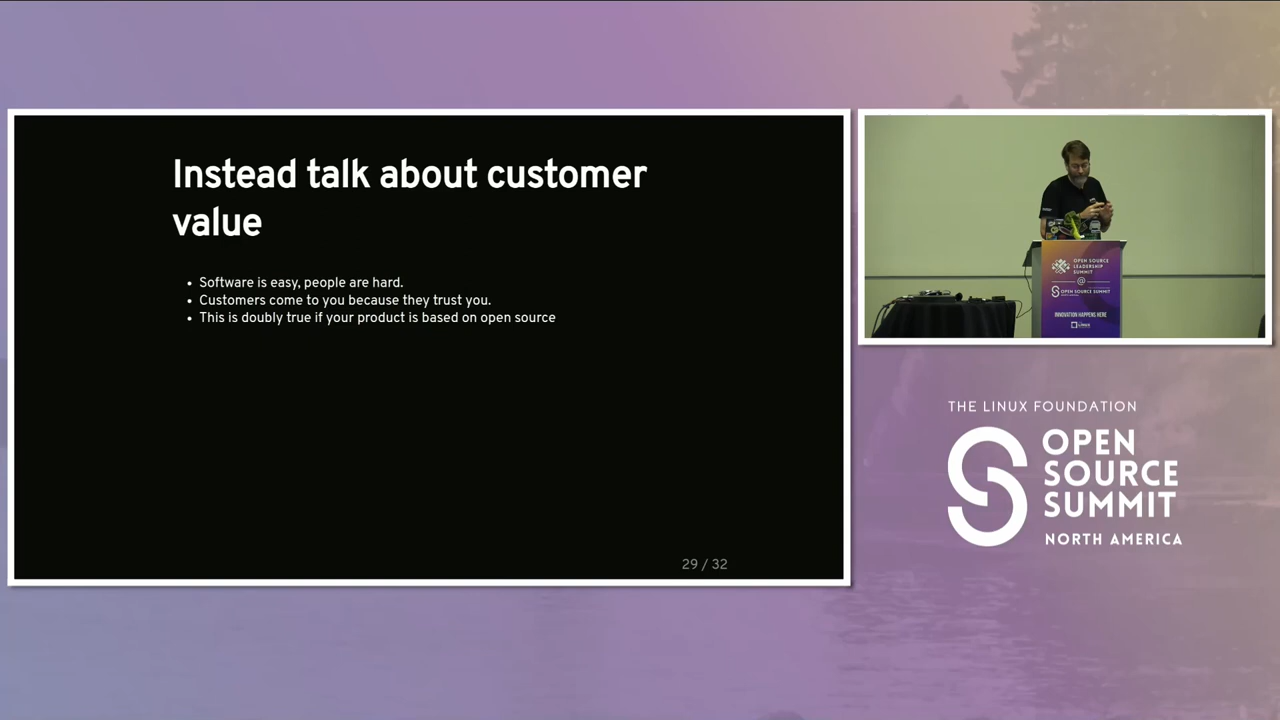 Instead talk about customer
value
• Software is easy, people are hard.
• Customers come to you because they trust you.
• This is doubly true if your product is based on open source
29 / 32
OPEN SOURCE
LEADERSHIP
SUMMIT
@
OPEN SOURCE SUMMIT
INNOVATION HAPPENS HERE
THE LINUX FOUNDATION
OPEN
SOURCE
SUMMIT
NORTH AMERICA